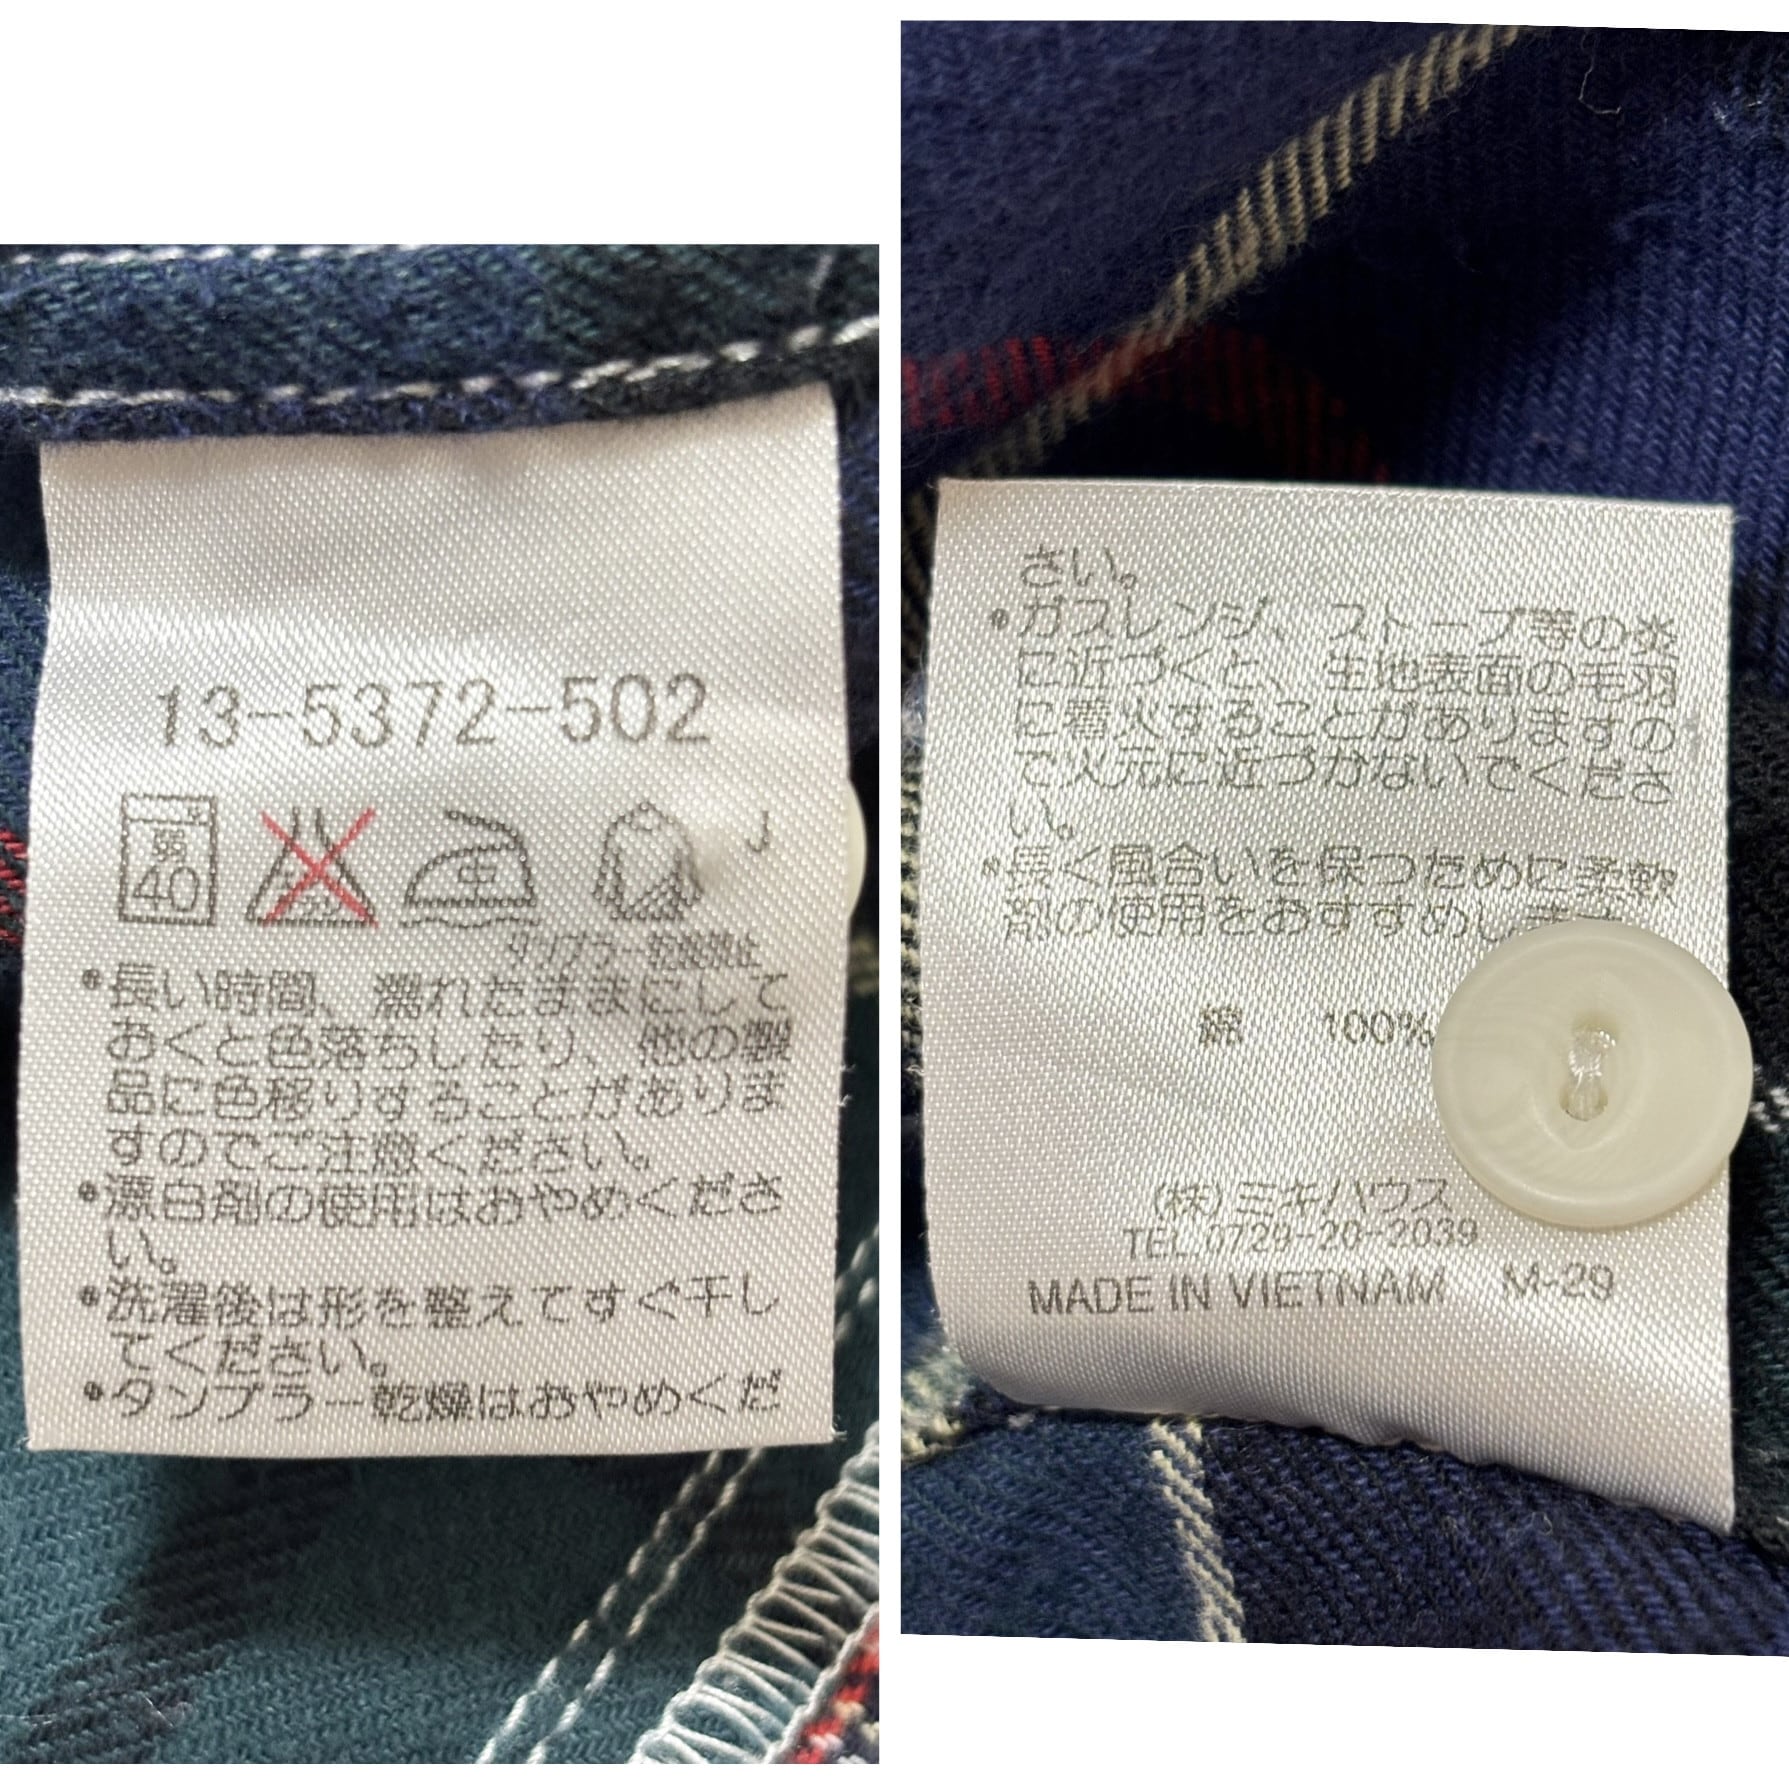 13-5372-502
弱
40
中
タンブラー乾燥禁止
•長い時間、濡れたままにして
おくと色落ちしたり、他の製
品に色移りすることがありま
すのでご注意ください。
•漂白剤の使用はおやめくださ
い。
•洗濯後は形を整えてすぐ干し
てください。
•タンブラー乾燥はおやめくだ
さい。
•ガスレンジ、ストーブ等の炎
に近づくと、生地表面の毛羽
に着火することがありますの
で火元に近づかないでくださ
い。
•長く風合いを保つために柔軟
剤の使用をおすすめします
綿 100%
(株)ミキハウス
TEL.0729-20-2039
MADE IN VIETNAM M-29